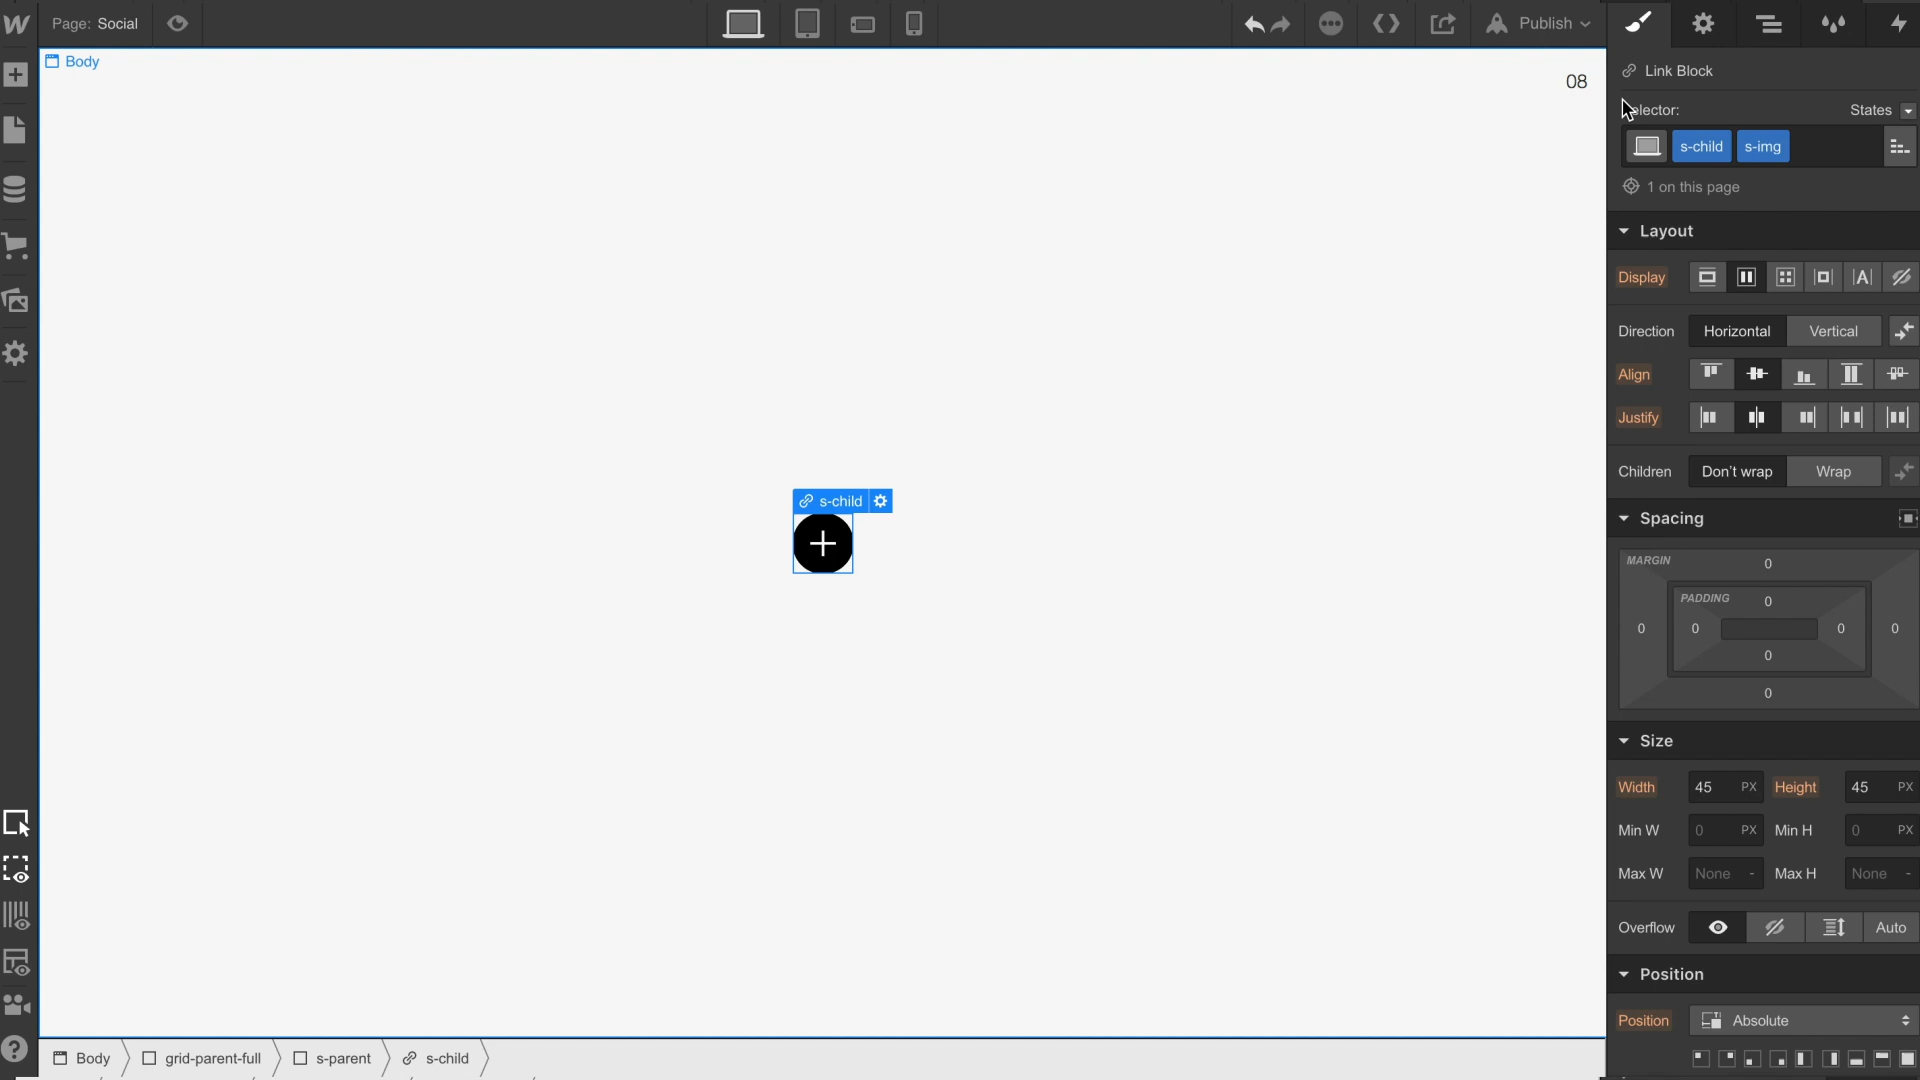 Page: Social
Publish
Body
08
Link Block
elector:
States
s-child s-img
1 on this page
Layout
Display
Direction Horizontal Vertical
Align
Justify
Children Don't wrap Wrap
s-child
Spacing
MARGIN
0
PADDING
0
0 0 0 0
0
0
Size
Width 45 PX Height 45 PX
Min W 0 PX Min H 0 PX
Max W None - Max H None -
Overflow Auto
Position
Position Absolute
Body grid-parent-full s-parent s-child